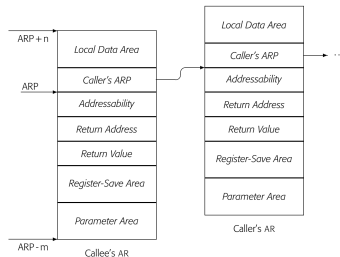 ARP + n
Local Data Area
Caller's ARP
ARP
Addressability
Return Address
Return Value
Register-Save Area
Parameter Area
ARP - m
Callee's AR
Local Data Area
Caller's ARP
..
Addressability
Return Address
Return Value
Register-Save Area
Parameter Area
Caller's AR